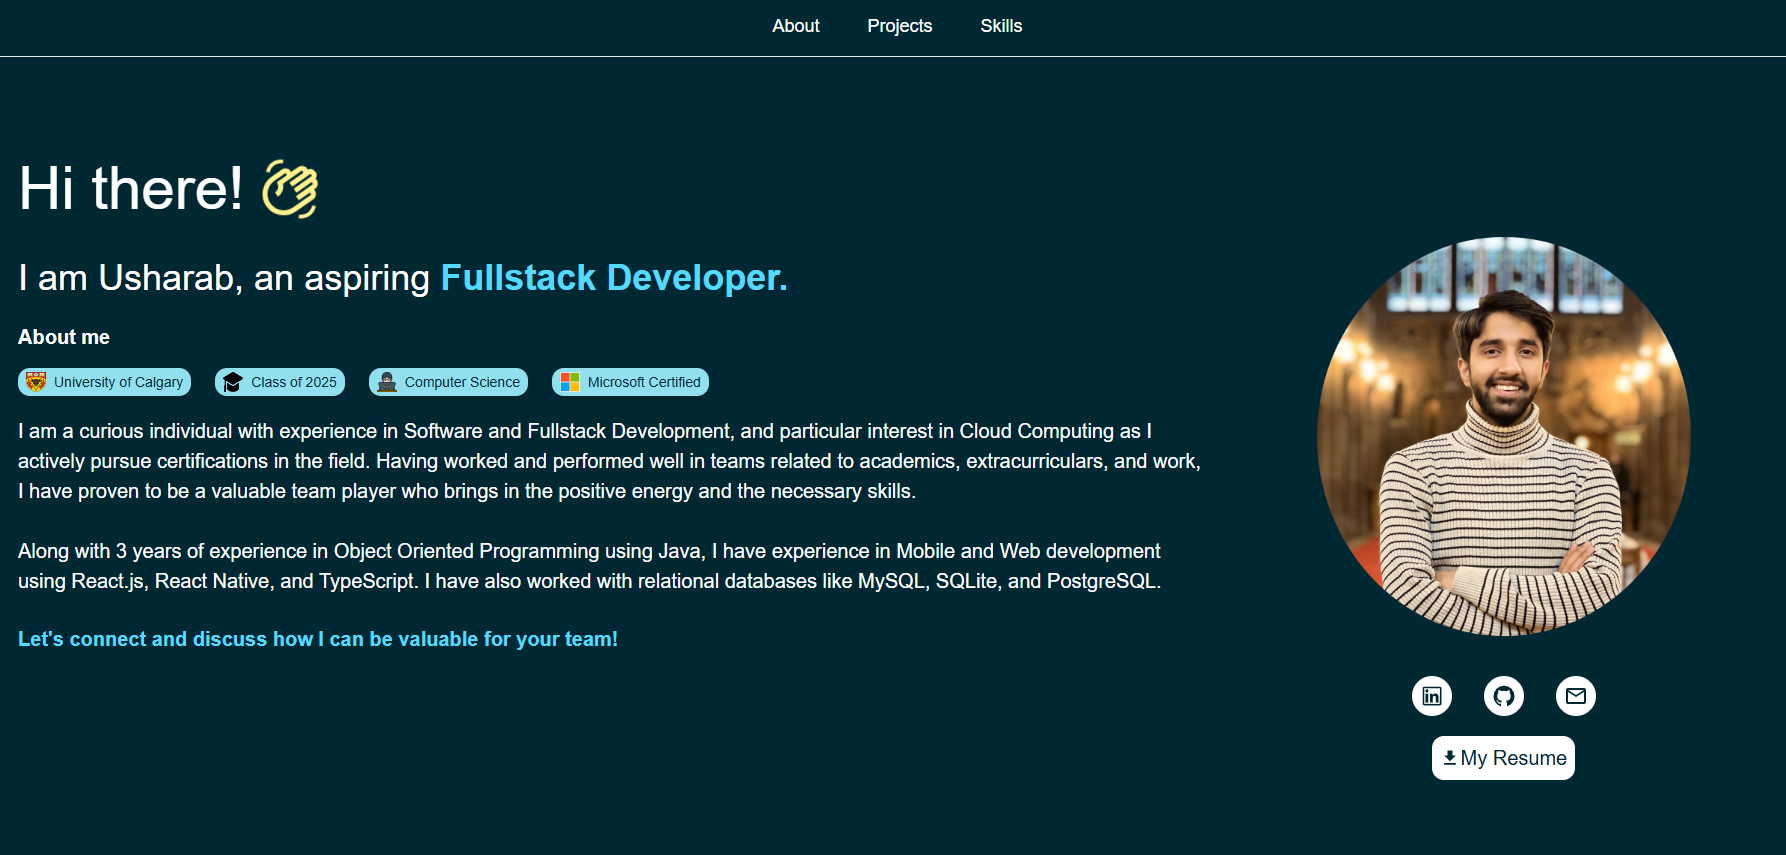 About Projects Skills
Hi there!
I am Usharab, an aspiring Fullstack Developer.
About me
University of Calgary Class of 2025 Computer Science Microsoft Certified
I am a curious individual with experience in Software and Fullstack Development, and particular interest in Cloud Computing as I
actively pursue certifications in the field. Having worked and performed well in teams related to academics, extracurriculars, and work,
I have proven to be a valuable team player who brings in the positive energy and the necessary skills.
Along with 3 years of experience in Object Oriented Programming using Java, I have experience in Mobile and Web development
using React.js, React Native, and TypeScript. I have also worked with relational databases like MySQL, SQLite, and PostgreSQL.
Let's connect and discuss how I can be valuable for your team!
in
My Resume